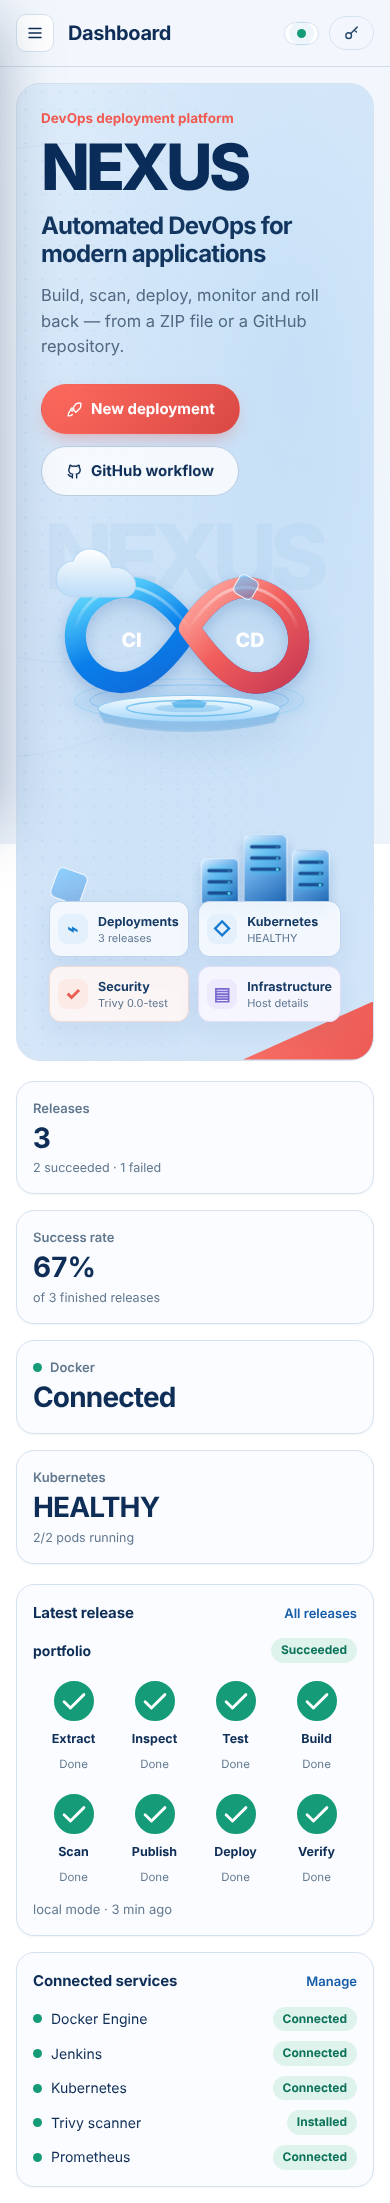 Dashboard
DevOps deployment platform
NEXUS
Automated DevOps for
modern applications
Build, scan, deploy, monitor and roll
back — from a ZIP file or a GitHub
repository.
New deployment
GitHub workflow
NEXUS
CI CD
Deployments
3 releases
Kubernetes
HEALTHY
Security
Trivy 0.0-test
Infrastructure
Host details
Releases
3
2 succeeded · 1 failed
Success rate
67%
of 3 finished releases
Docker
Connected
Kubernetes
HEALTHY
2/2 pods running
Latest release All releases
portfolio Succeeded
Extract Inspect Test Build
Done Done Done Done
Scan Publish Deploy Verify
Done Done Done Done
local mode · 3 min ago
Connected services Manage
Docker Engine Connected
Jenkins Connected
Kubernetes Connected
Trivy scanner Installed
Prometheus Connected